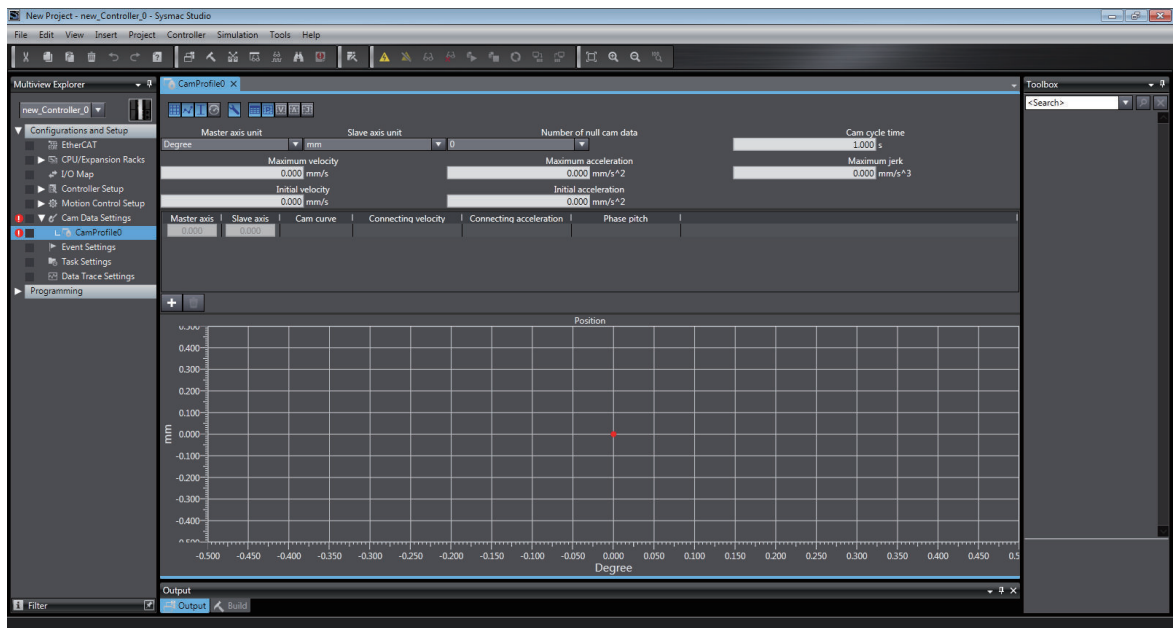 New Project - new_Controller_0 - Sysmac Studio
File Edit View Insert Project Controller Simulation Tools Help
Multiview Explorer
new_Controller_0
Configurations and Setup
EtherCAT
CPU/Expansion Racks
I/O Map
Controller Setup
Motion Control Setup
Cam Data Settings
CamProfile0
Event Settings
Task Settings
Data Trace Settings
Programming
Filter
CamProfile0
Master axis unit Slave axis unit Number of null cam data Cam cycle time
Degree mm 0 1.000 s
Maximum velocity Maximum acceleration Maximum jerk
0.000 mm/s 0.000 mm/s^2 0.000 mm/s^3
Initial velocity Initial acceleration
0.000 mm/s 0.000 mm/s^2
Master axis Slave axis Cam curve Connecting velocity Connecting acceleration Phase pitch
0.000 0.000
Position
0.500
0.400
0.300
0.200
0.100
0.000
-0.100
-0.200
-0.300
-0.400
mm
-0.500 -0.450 -0.400 -0.350 -0.300 -0.250 -0.200 -0.150 -0.100 -0.050 0.000 0.050 0.100 0.150 0.200 0.250 0.300 0.350 0.400 0.450 0.5
Degree
Output
Output Build
Toolbox
<Search>